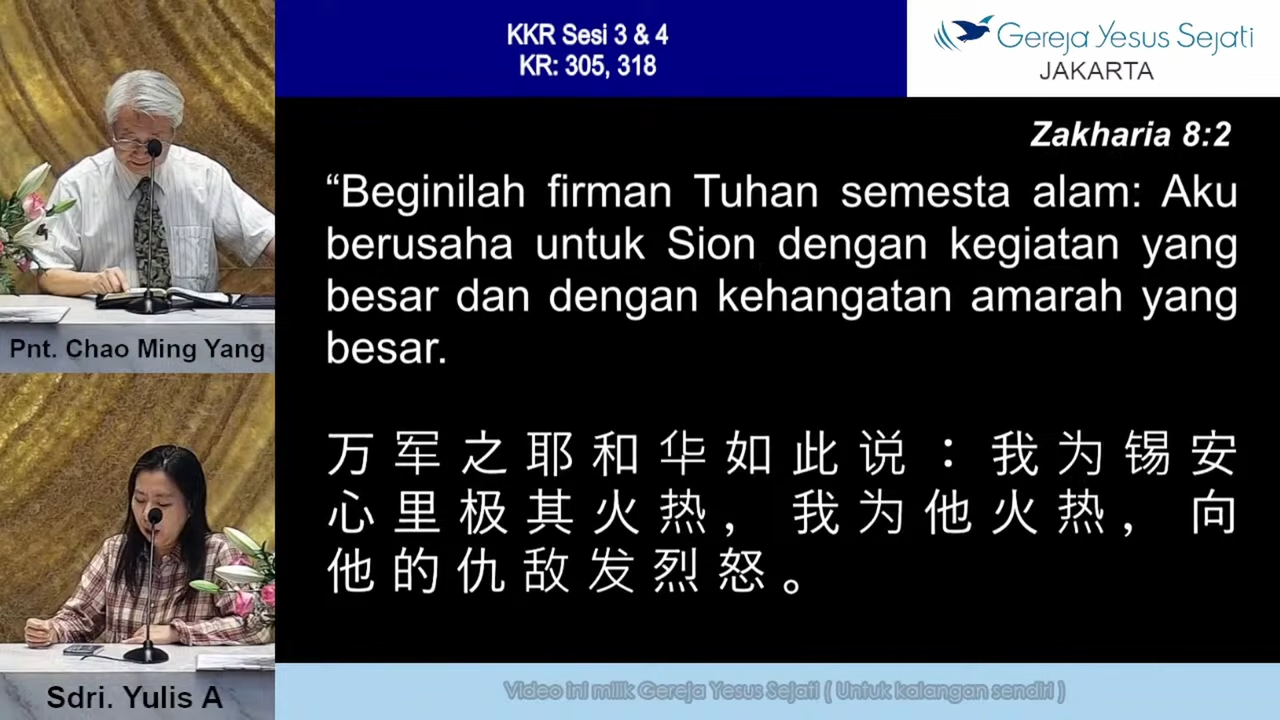 KKR Sesi 3 & 4
KR: 305, 318
Gereja Yesus Sejati
JAKARTA
Zakharia 8:2
“Beginilah firman Tuhan semesta alam: Aku
berusaha untuk Sion dengan kegiatan yang
besar dan dengan kehangatan amarah yang
besar.
万军之耶和华如此说：我为锡安
心里极其火热，我为他火热，向
他的仇敌发烈怒。
Pnt. Chao Ming Yang
Sdri. Yulis A
Video ini milik Gereja Yesus Sejati ( Untuk kalangan sendiri )